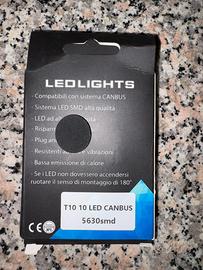 LEDLIGHTS
- Compatibili con sistema CANBUS
- Sistema LED SMD alta qualità
- LED ad alta
- Rispar
- Plug an
- Resistenti vibrazioni
- Bassa emissione di calore
- Se i LED non dovessero accendersi
ruotare il senso di montaggio di 180°
T10 10 LED CANBUS
5630smd
CE